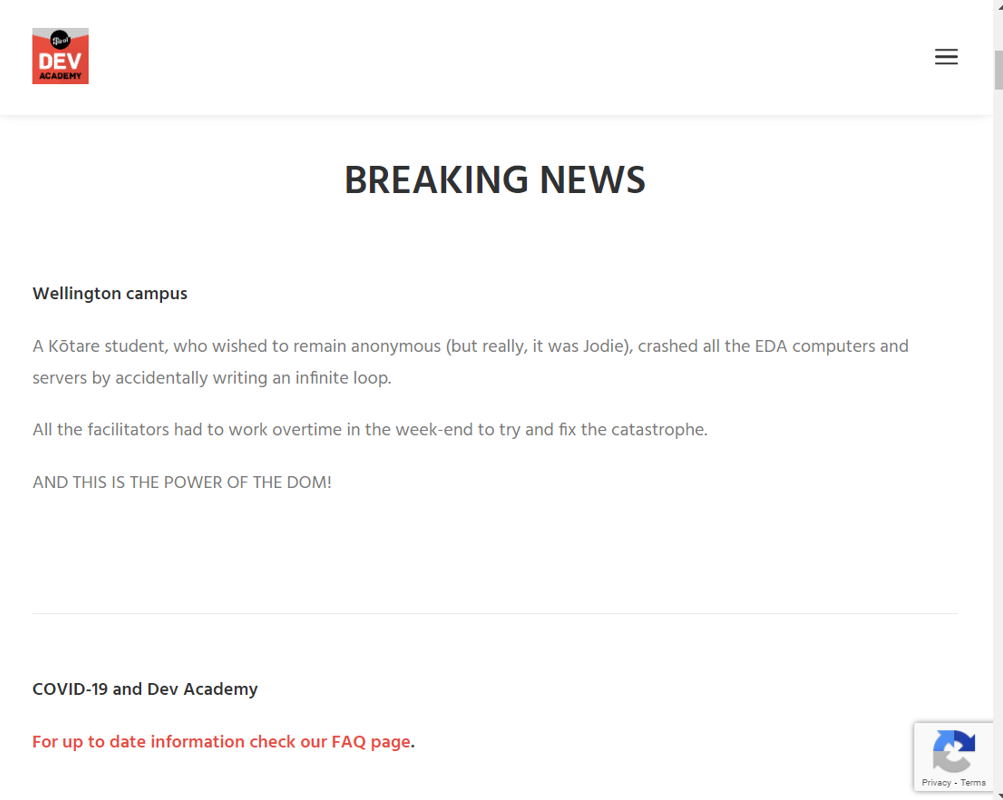 DEV
ACADEMY
BREAKING NEWS
Wellington campus
A Kōtare student, who wished to remain anonymous (but really, it was Jodie), crashed all the EDA computers and
servers by accidentally writing an infinite loop.
All the facilitators had to work overtime in the week-end to try and fix the catastrophe.
AND THIS IS THE POWER OF THE DOM!
COVID-19 and Dev Academy
For up to date information check our FAQ page.
Privacy - Terms